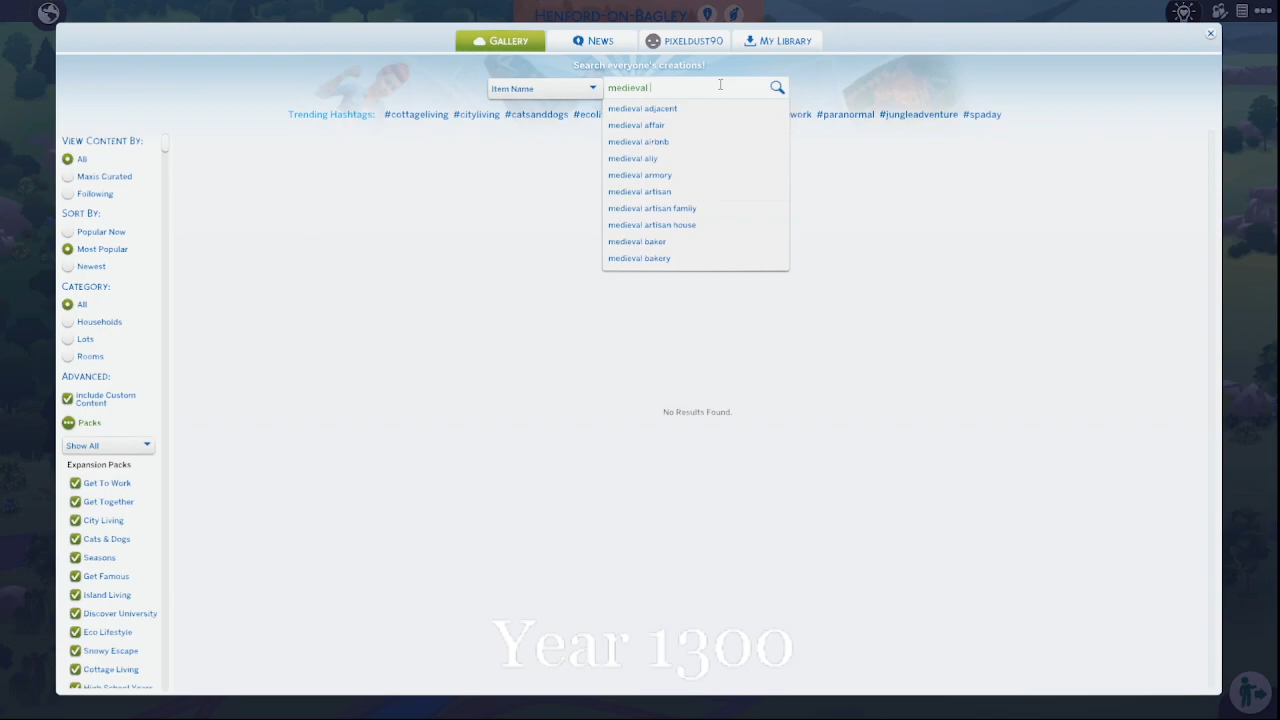 HENFORD-ON-BAGLEY
GALLERY
NEWS
PIXELDUST90
MY LIBRARY
Search everyone's creations!
Item Name
medieval
Trending Hashtags: #cottageliving #cityliving #catsanddogs #ecoli work #paranormal #jungleadventure #spaday
medieval adjacent
medieval affair
medieval airbnb
medieval ally
medieval armory
medieval artisan
medieval artisan family
medieval artisan house
medieval baker
medieval bakery
VIEW CONTENT BY:
All
Maxis Curated
Following
SORT BY:
Popular Now
Most Popular
Newest
CATEGORY:
All
Households
Lots
Rooms
ADVANCED:
Include Custom
Content
Packs
Show All
Expansion Packs
Get To Work
Get Together
City Living
Cats & Dogs
Seasons
Get Famous
Island Living
Discover University
Eco Lifestyle
Snowy Escape
Cottage Living
High School Years
No Results Found.
Year 1300